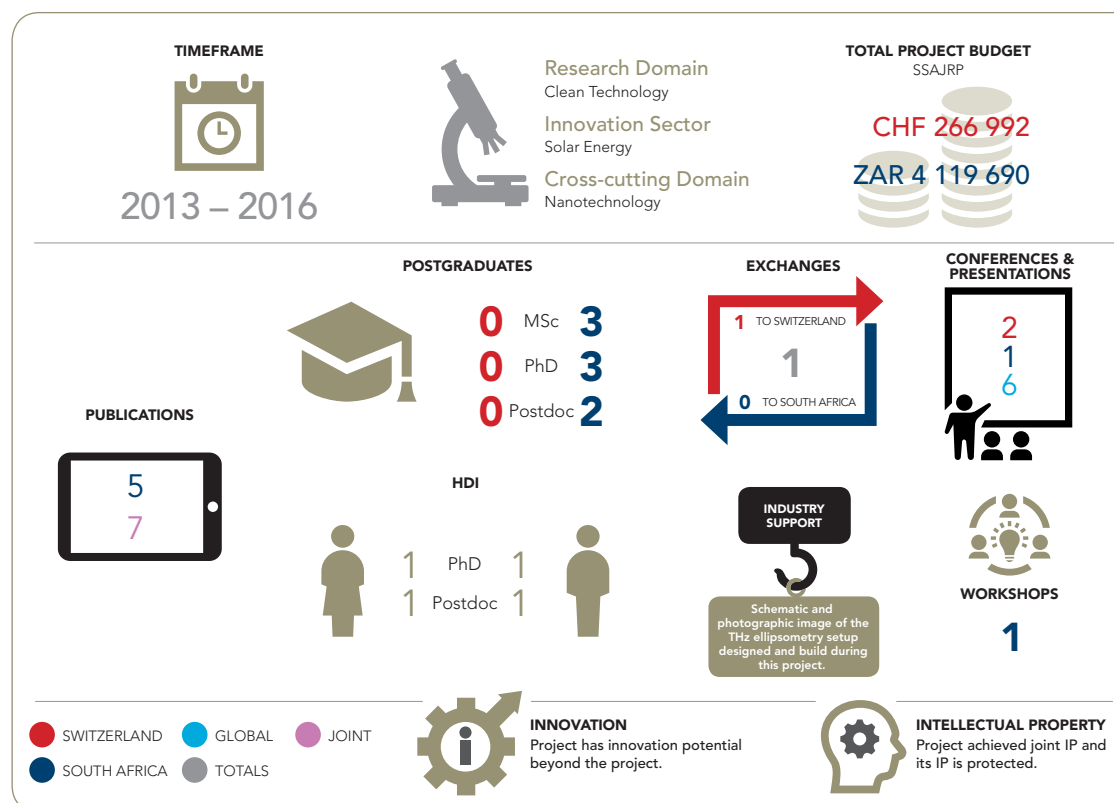 TIMEFRAME
2013 – 2016
Research Domain
Clean Technology
Innovation Sector
Solar Energy
Cross-cutting Domain
Nanotechnology
TOTAL PROJECT BUDGET
SSAJRP
CHF 266 992
ZAR 4 119 690
PUBLICATIONS
5
7
POSTGRADUATES
0 MSc 3
0 PhD 3
0 Postdoc 2
HDI
1 PhD 1
1 Postdoc 1
EXCHANGES
1 TO SWITZERLAND
1
0 TO SOUTH AFRICA
CONFERENCES &
PRESENTATIONS
2
1
6
INDUSTRY
SUPPORT
Schematic and
photographic image of the
THz ellipsometry setup
designed and build during
this project.
WORKSHOPS
1
SWITZERLAND
GLOBAL
JOINT
SOUTH AFRICA
TOTALS
i
INNOVATION
Project has innovation potential
beyond the project.
INTELLECTUAL PROPERTY
Project achieved joint IP and
its IP is protected.